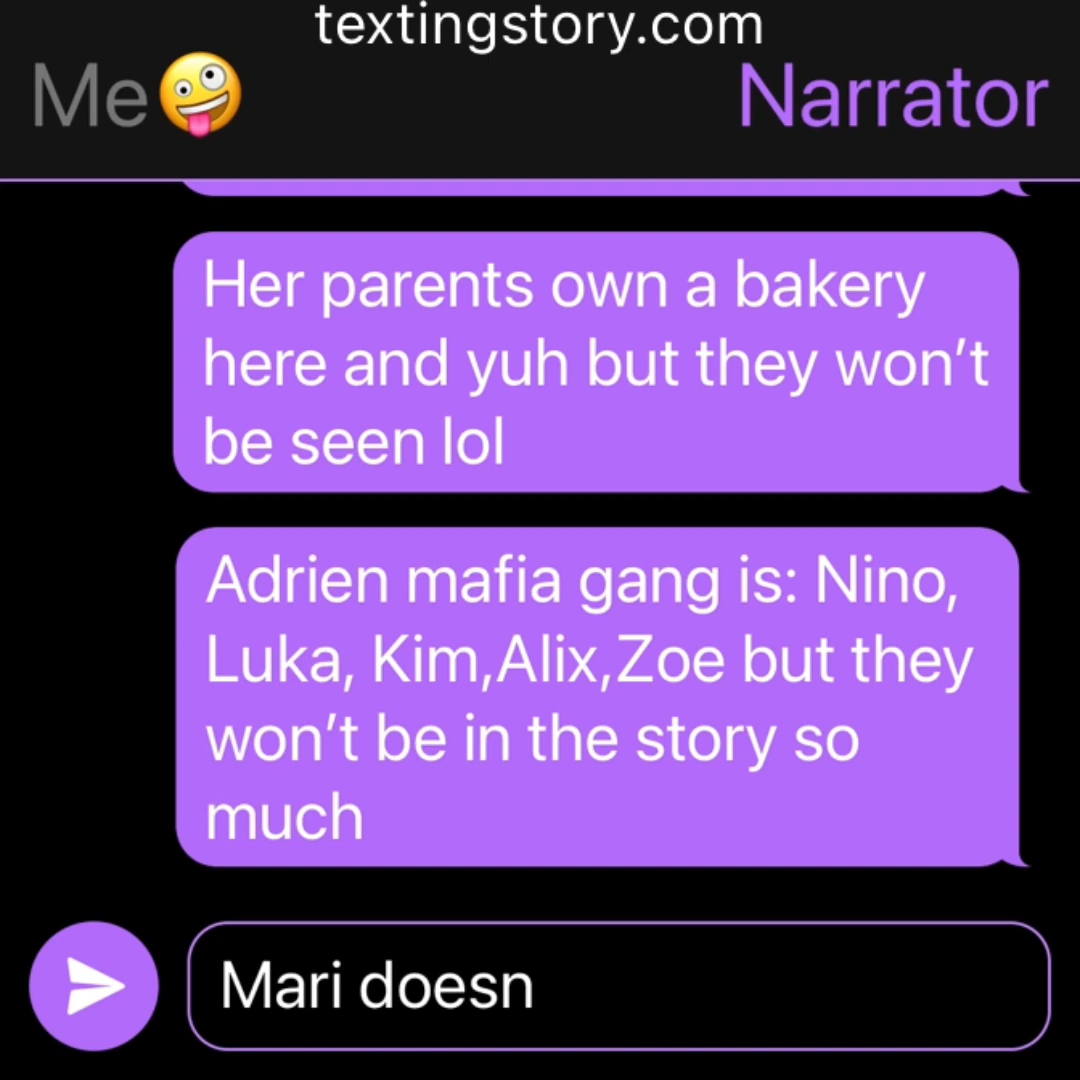 textingstory.com
Me🤪 Narrator
Her parents own a bakery
here and yuh but they won’t
be seen lol
Adrien mafia gang is: Nino,
Luka, Kim,Alix,Zoe but they
won’t be in the story so
much
Mari doesn